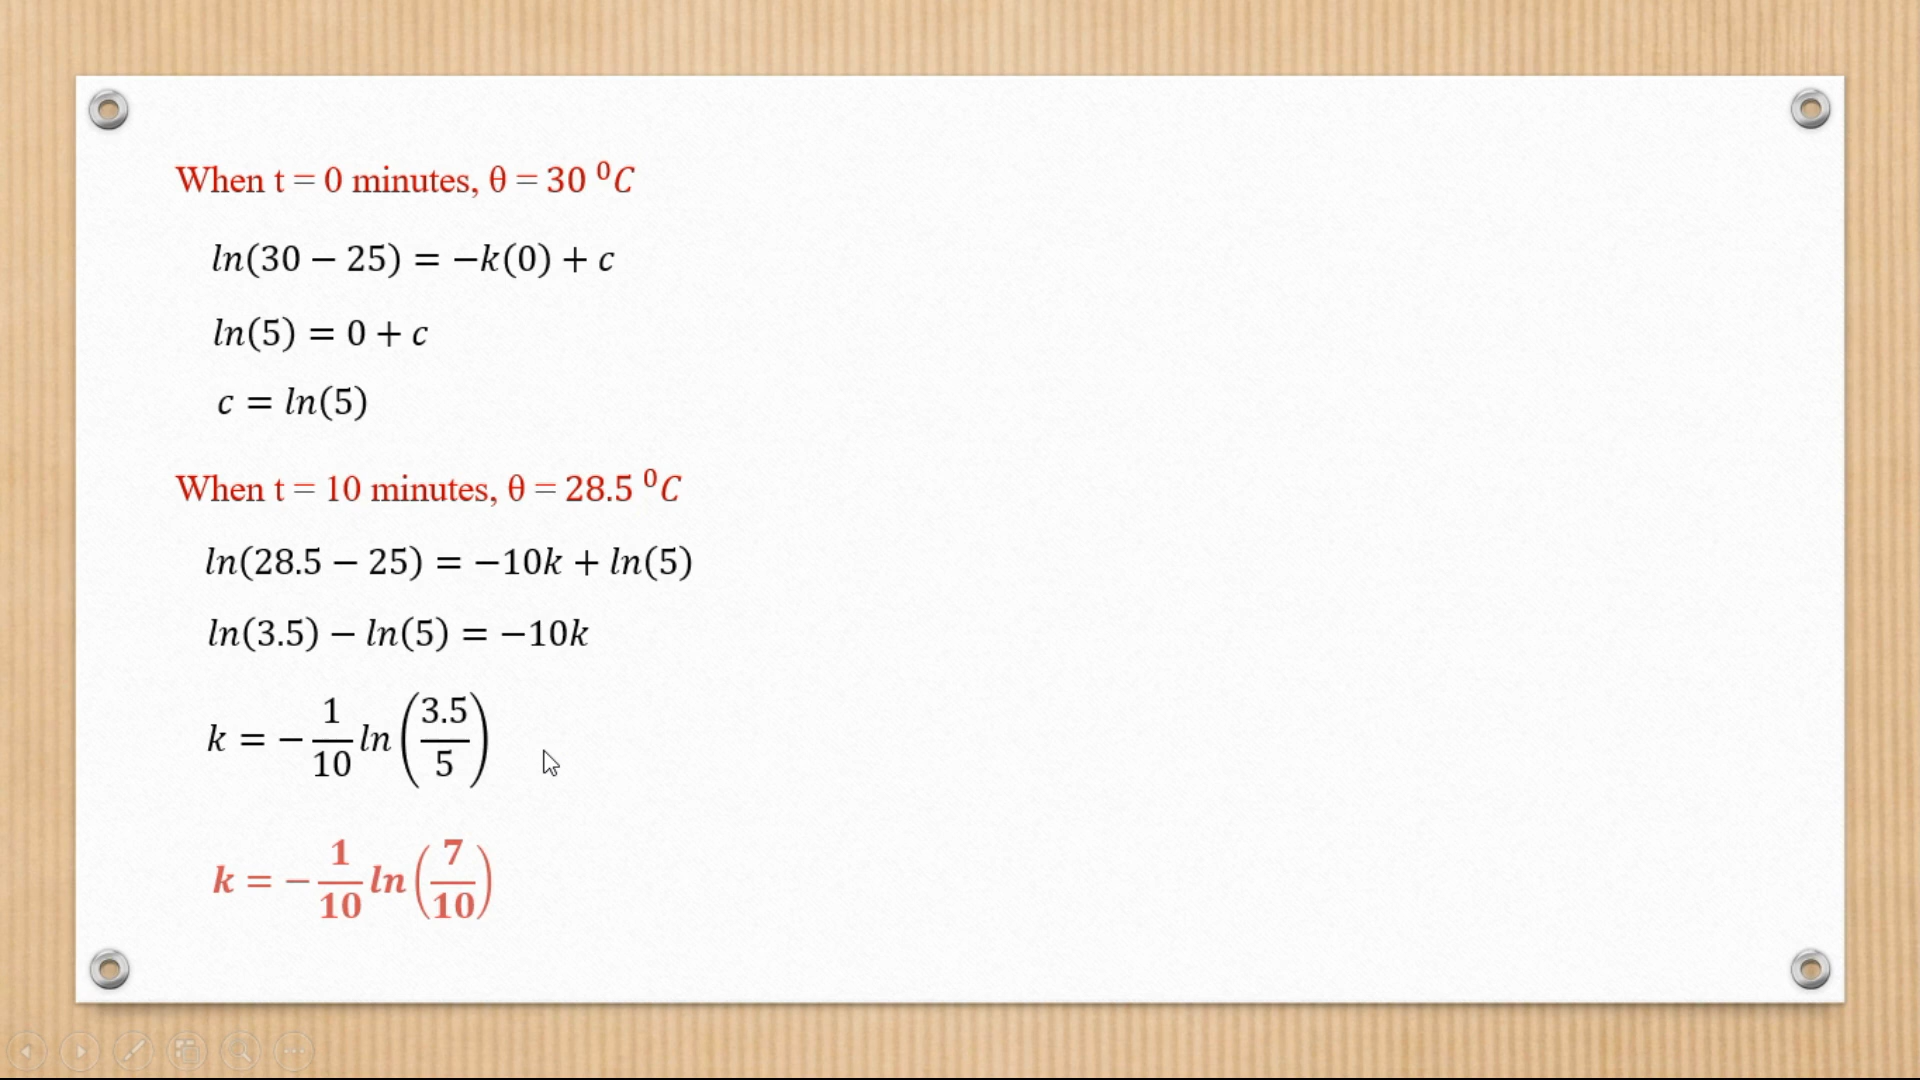 When t = 0 minutes, θ = 30 ⁰C
ln(30 − 25) = −k(0) + c
ln(5) = 0 + c
c = ln(5)
When t = 10 minutes, θ = 28.5 ⁰C
ln(28.5 − 25) = −10k + ln(5)
ln(3.5) − ln(5) = −10k
k = − 1/10 ln (3.5/5)
k = − 1/10 ln (7/10)